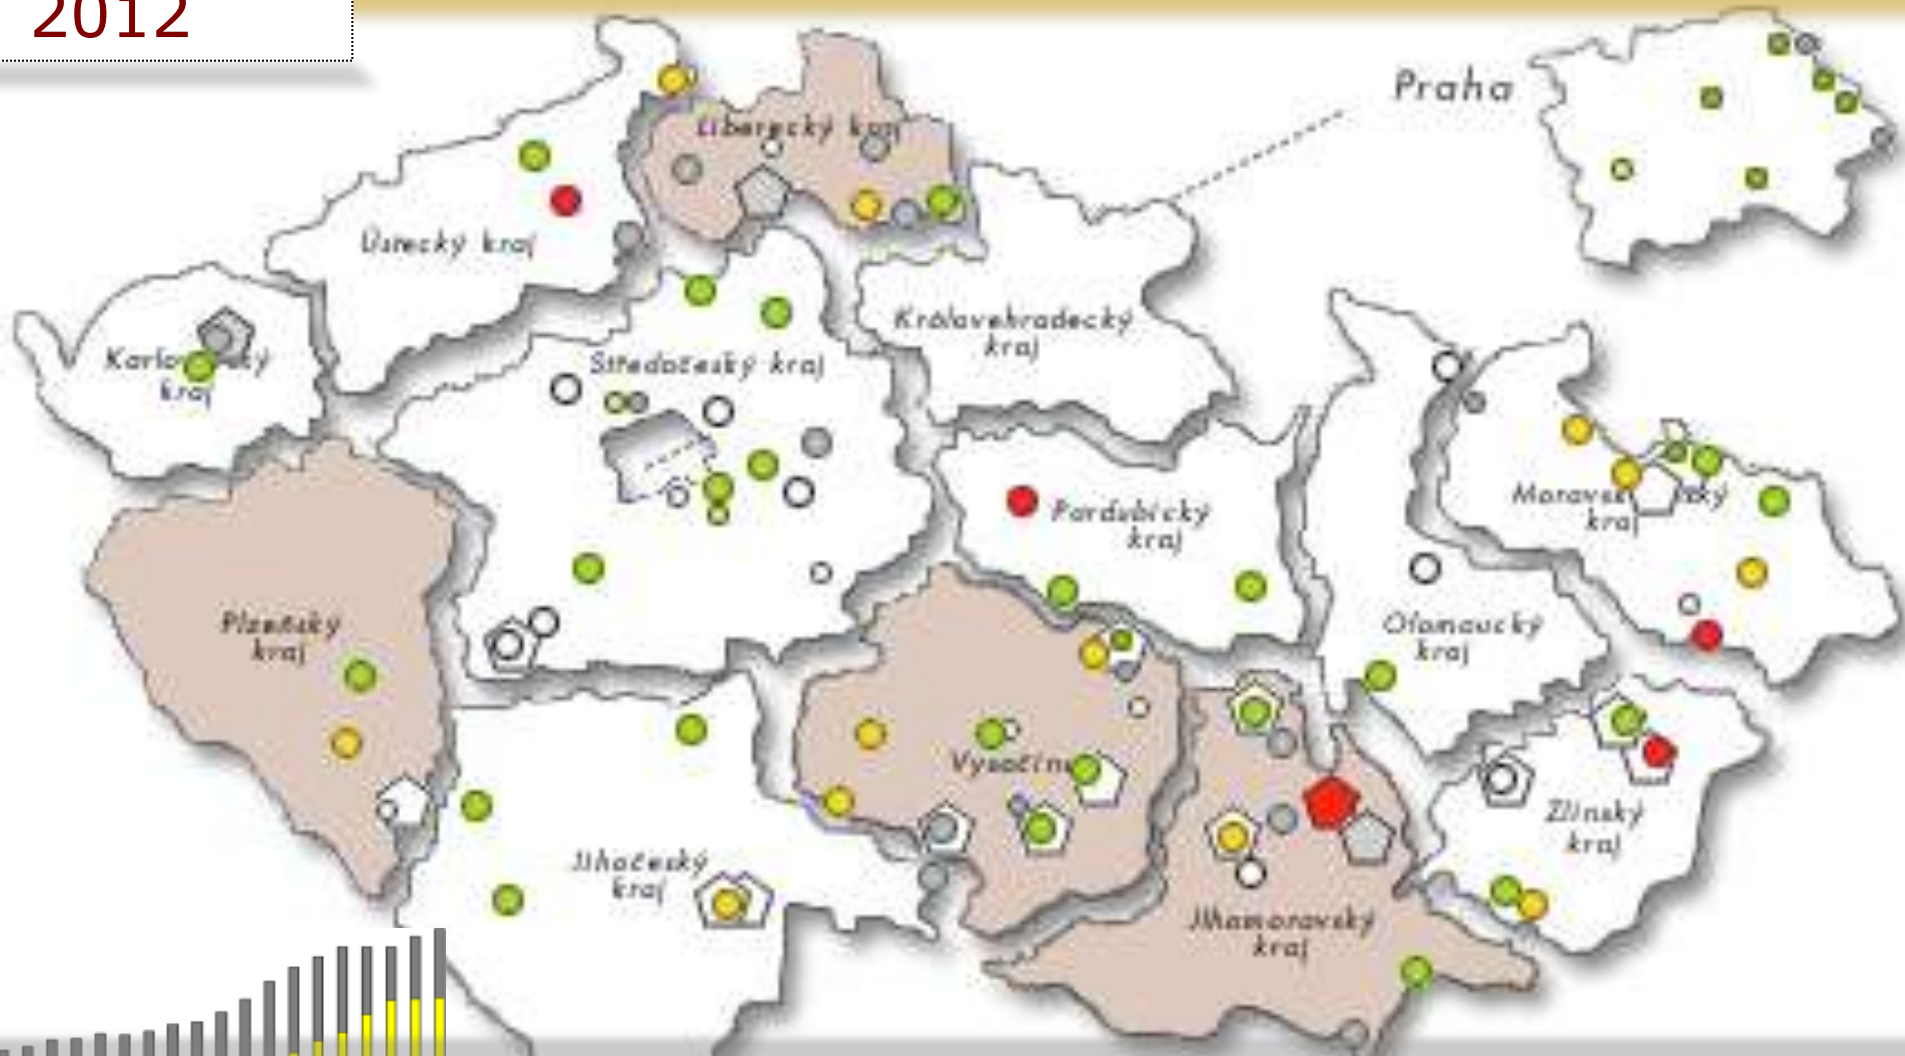 2012
Praha
Liberecký kraj
Ústecký kraj
Královehradecký
kraj
Středočeský kraj
kraj
Pardubický
kraj
kraj
Plzeňský
kraj
Olomoucký
kraj
Vysočina
Zlínský
kraj
Jihočeský
kraj
Jihomoravský
kraj